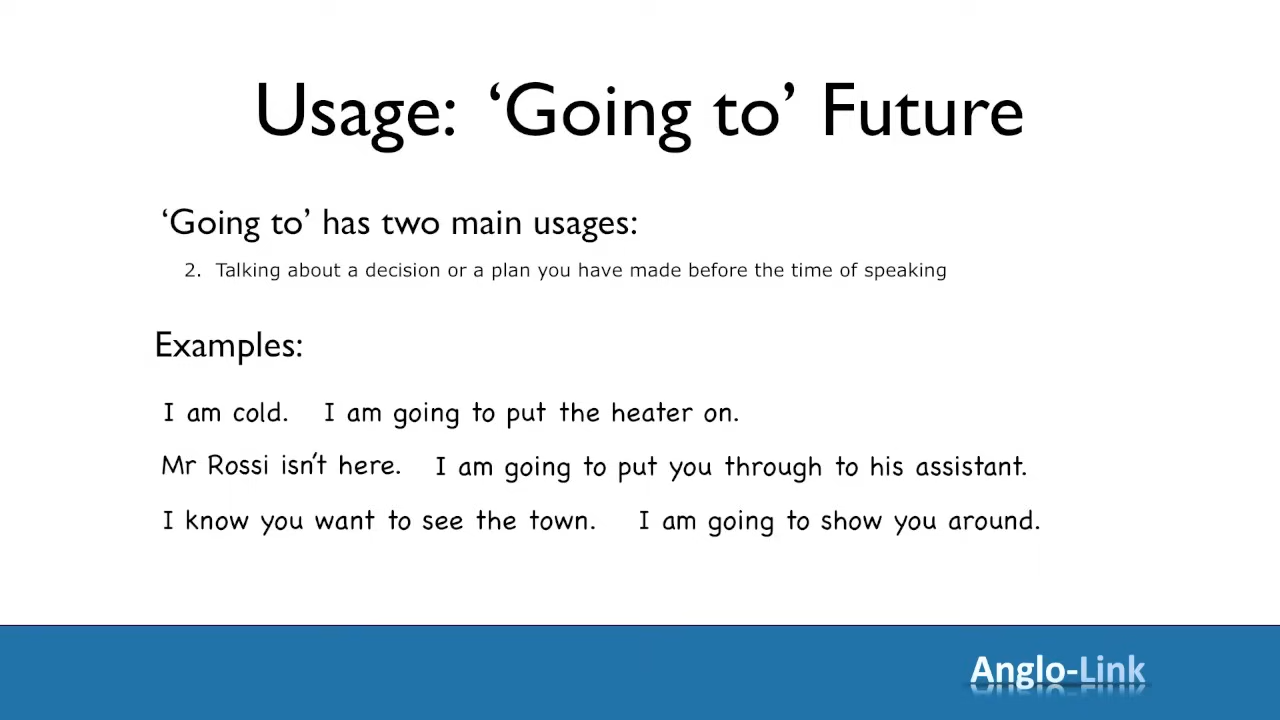 Usage: ‘Going to’ Future
‘Going to’ has two main usages:
2. Talking about a decision or a plan you have made before the time of speaking
Examples:
I am cold. I am going to put the heater on.
Mr Rossi isn’t here. I am going to put you through to his assistant.
I know you want to see the town. I am going to show you around.
Anglo-Link